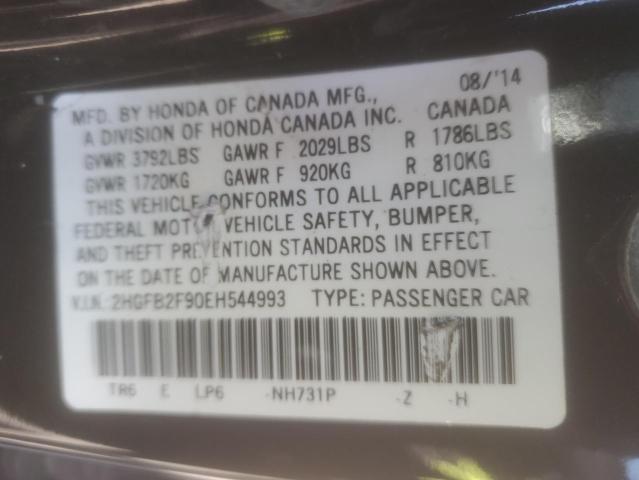 08/'14
MFD. BY HONDA OF CANADA MFG.,
A DIVISION OF HONDA CANADA INC. CANADA
GVWR 3792LBS GAWR F 2029LBS R 1786LBS
GVWR 1720KG GAWR F 920KG R 810KG
THIS VEHICLE CONFORMS TO ALL APPLICABLE
FEDERAL MOTOR VEHICLE SAFETY, BUMPER,
AND THEFT PREVENTION STANDARDS IN EFFECT
ON THE DATE OF MANUFACTURE SHOWN ABOVE.
V.I.N. 2HGFB2F90EH544993 TYPE: PASSENGER CAR
TR6 E LP6 -NH731P -Z -H